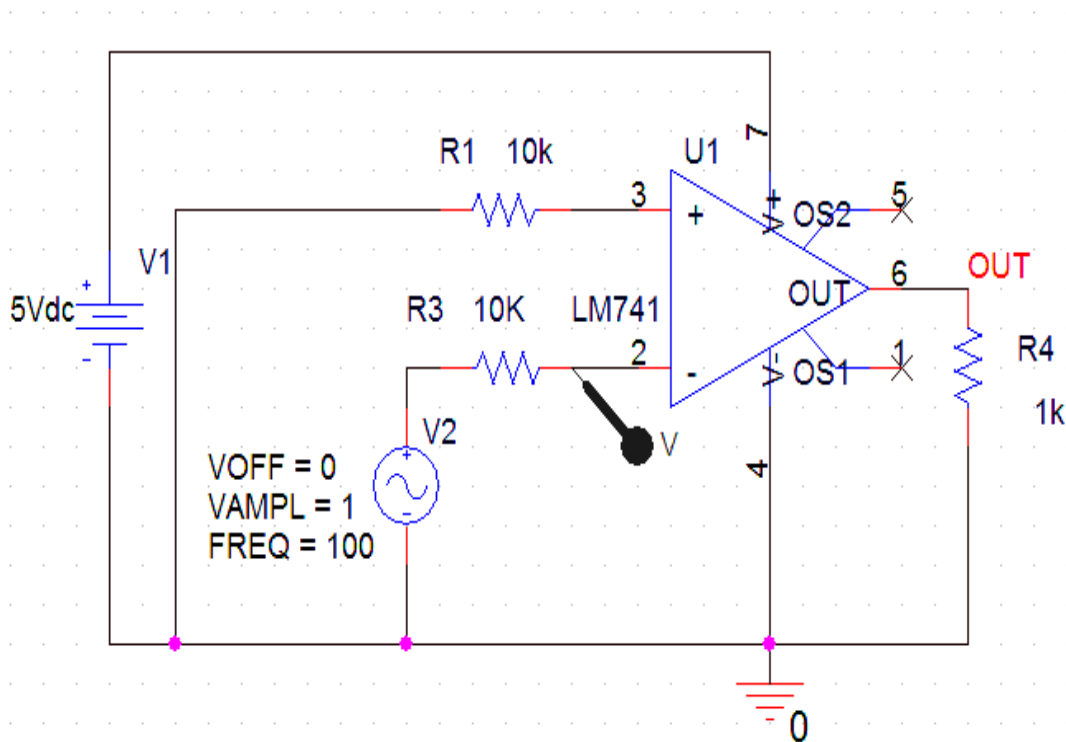 7
R1 10k U1
3 5
+ V+ OS2
V1
+ 6 OUT
5Vdc R3 10K LM741 OUT
- 2 1 R4
- V- OS1
1k
V2 V
+
VOFF = 0 4
VAMPL = 1
- FREQ = 100
0